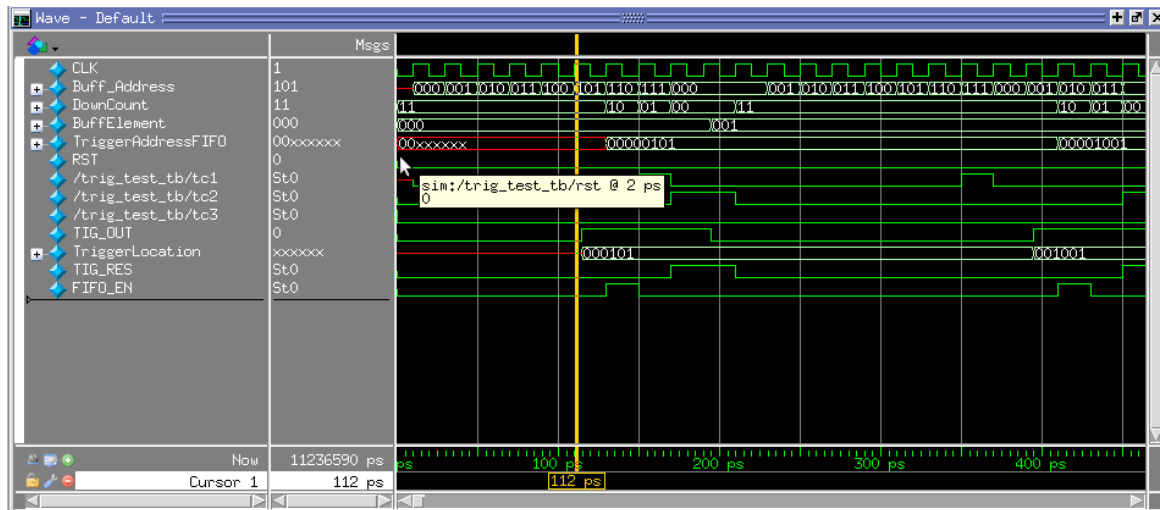 Wave - Default
Msgs
CLK 1
Buff_Address 101 000 001 010 011 100 101 110 111 000 001 010 011 100 101 110 111 000 001 010 011
DownCount 11 11 10 01 00 11 10 01 00
BuffElement 000 000 001
TriggerAddressFIFO 00xxxxxx 00xxxxxx 00000101 00001001
RST 0
/trig_test_tb/tc1 St0 sim:/trig_test_tb/rst @ 2 ps
/trig_test_tb/tc2 St0 0
/trig_test_tb/tc3 St0
TIG_OUT 0
TriggerLocation xxxxxx 000101 001001
TIG_RES St0
FIFO_EN St0
Now 11236590 ps ps 100 ps 200 ps 300 ps 400 ps
Cursor 1 112 ps 112 ps